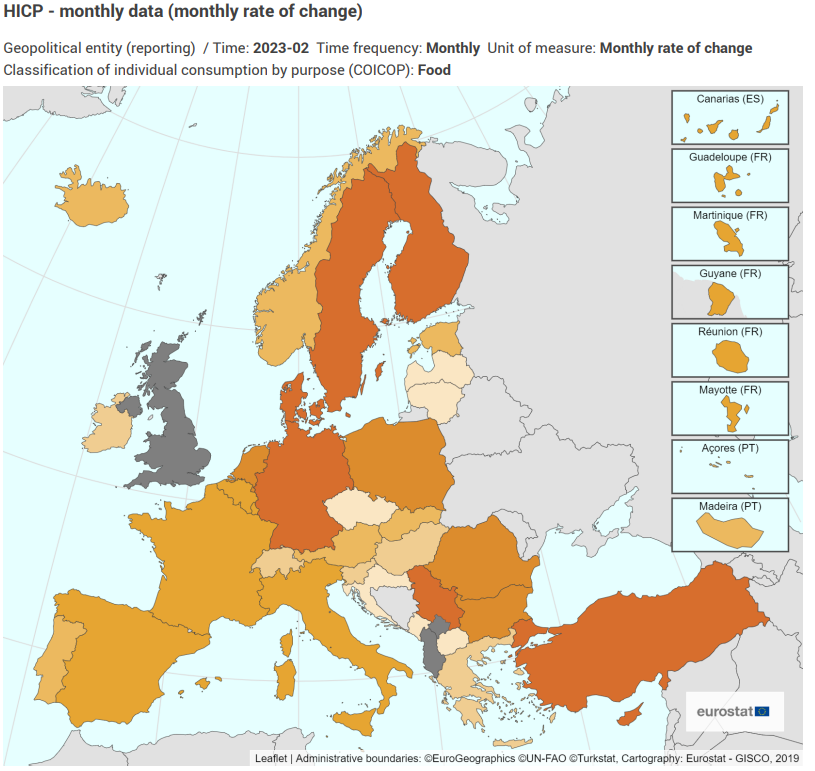 HICP - monthly data (monthly rate of change)
Geopolitical entity (reporting) / Time: 2023-02 Time frequency: Monthly Unit of measure: Monthly rate of change
Classification of individual consumption by purpose (COICOP): Food
Canarias (ES)
Guadeloupe (FR)
Martinique (FR)
Guyane (FR)
Réunion (FR)
Mayotte (FR)
Açores (PT)
Madeira (PT)
eurostat
Leaflet | Administrative boundaries: ©EuroGeographics ©UN-FAO ©Turkstat, Cartography: Eurostat - GISCO, 2019